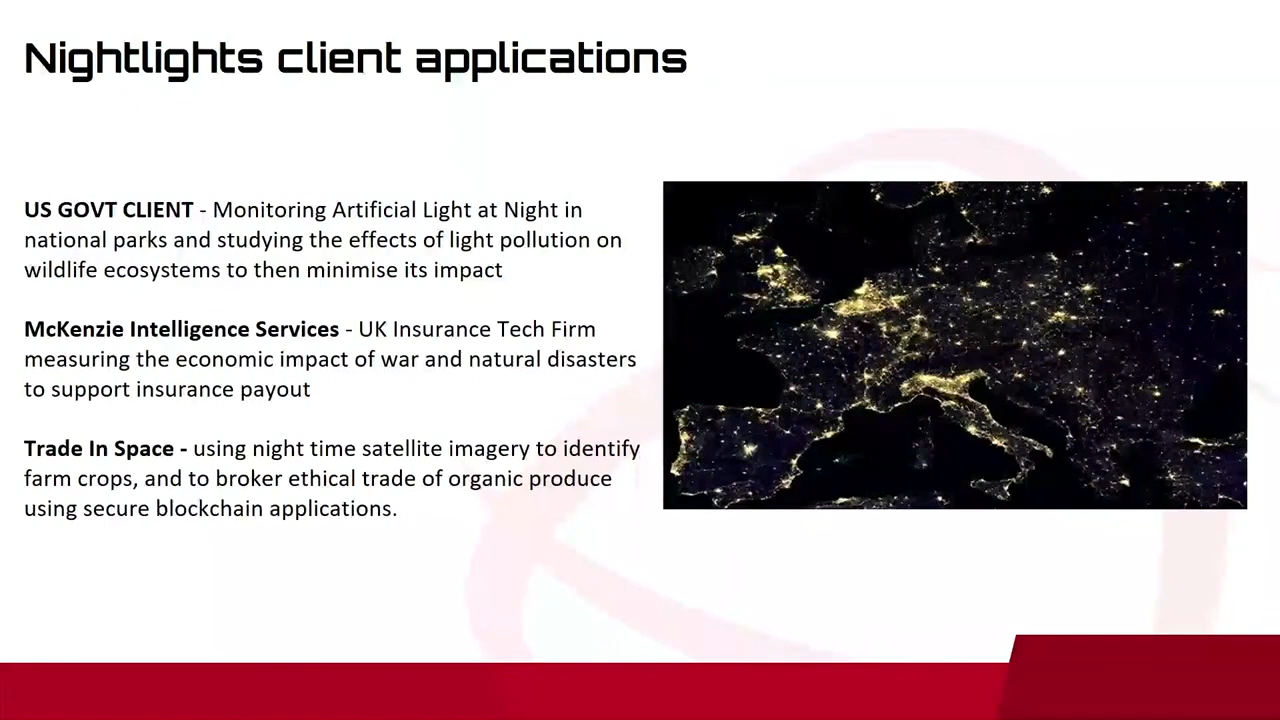 Nightlights client applications
US GOVT CLIENT - Monitoring Artificial Light at Night in
national parks and studying the effects of light pollution on
wildlife ecosystems to then minimise its impact
McKenzie Intelligence Services - UK Insurance Tech Firm
measuring the economic impact of war and natural disasters
to support insurance payout
Trade In Space - using night time satellite imagery to identify
farm crops, and to broker ethical trade of organic produce
using secure blockchain applications.